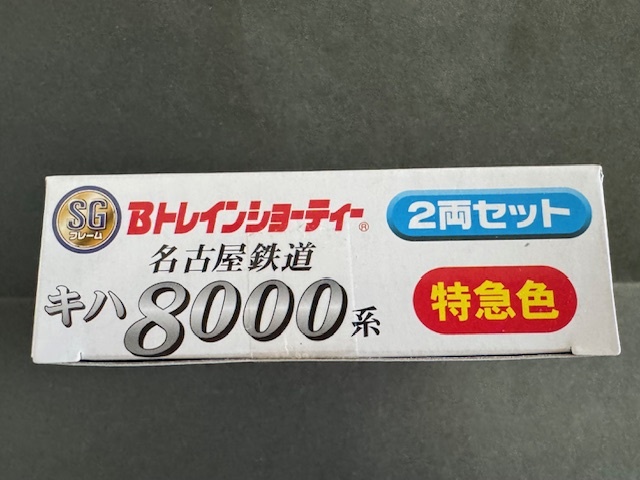 SG
フレーム
Bトレインショーティー®
2両セット
名古屋鉄道
キハ8000系
特急色